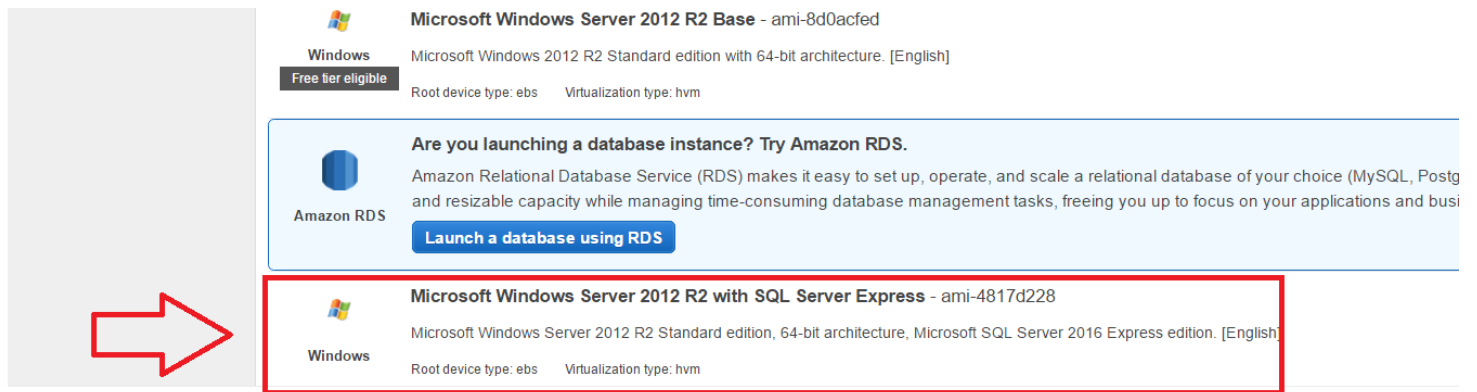 Microsoft Windows Server 2012 R2 Base - ami-8d0acfed
Windows
Microsoft Windows 2012 R2 Standard edition with 64-bit architecture. [English]
Free tier eligible
Root device type: ebs Virtualization type: hvm
Are you launching a database instance? Try Amazon RDS.
Amazon Relational Database Service (RDS) makes it easy to set up, operate, and scale a relational database of your choice (MySQL, Postg
and resizable capacity while managing time-consuming database management tasks, freeing you up to focus on your applications and busi
Amazon RDS
Launch a database using RDS
Microsoft Windows Server 2012 R2 with SQL Server Express - ami-4817d228
Microsoft Windows Server 2012 R2 Standard edition, 64-bit architecture, Microsoft SQL Server 2016 Express edition. [English]
Windows
Root device type: ebs Virtualization type: hvm